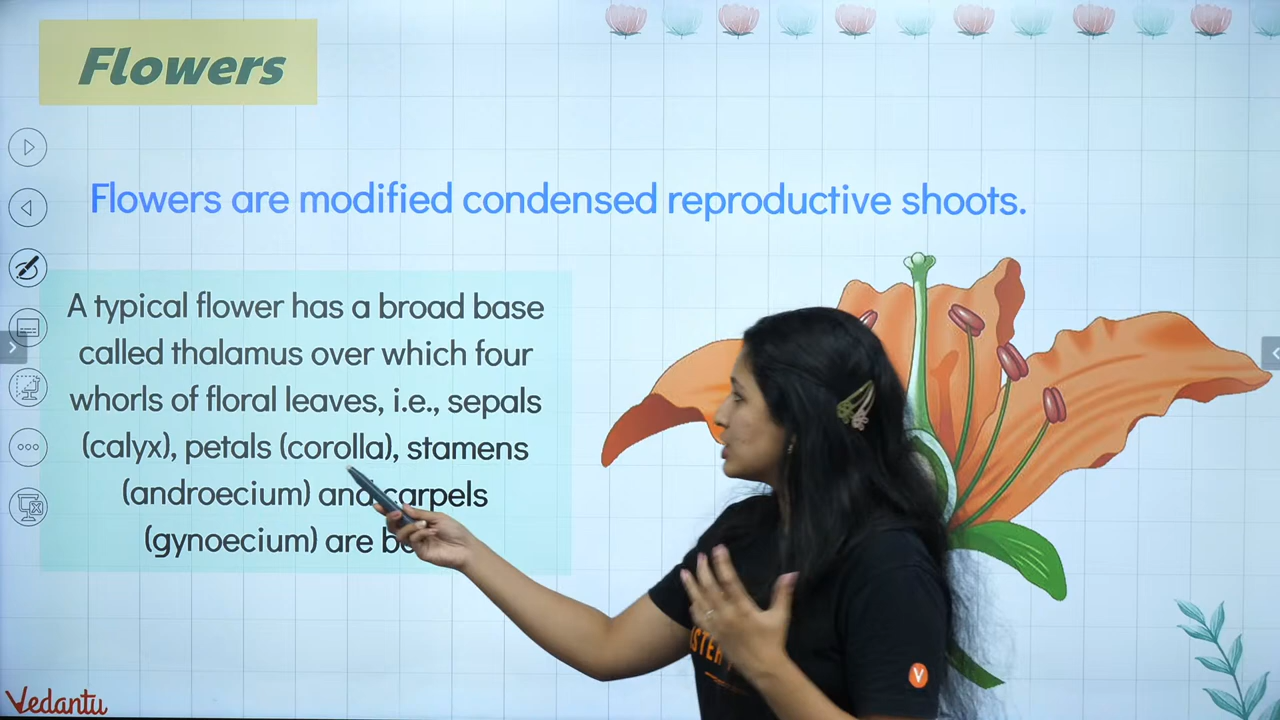 Flowers
Flowers are modified condensed reproductive shoots.
A typical flower has a broad base
called thalamus over which four
whorls of floral leaves, i.e., sepals
(calyx), petals (corolla), stamens
(androecium) and carpels
(gynoecium) are
V
Vedantu